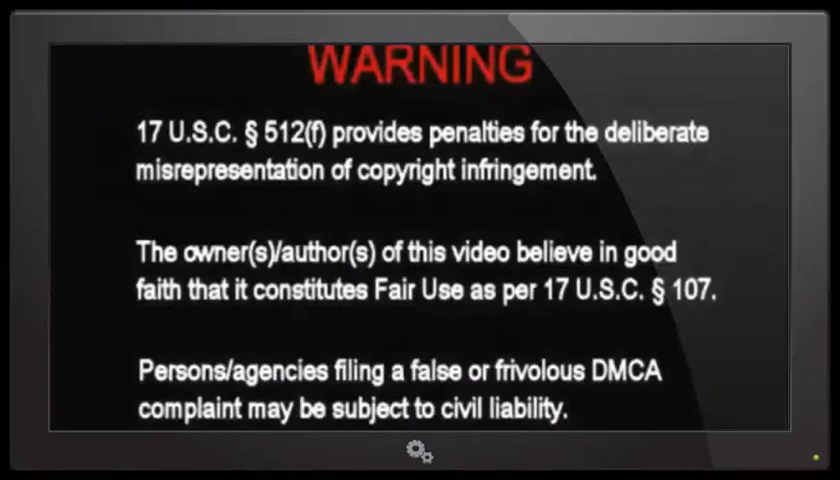 WARNING
17 U.S.C. § 512(f) provides penalties for the deliberate
misrepresentation of copyright infringement.
The owner(s)/author(s) of this video believe in good
faith that it constitutes Fair Use as per 17 U.S.C. § 107.
Persons/agencies filing a false or frivolous DMCA
complaint may be subject to civil liability.